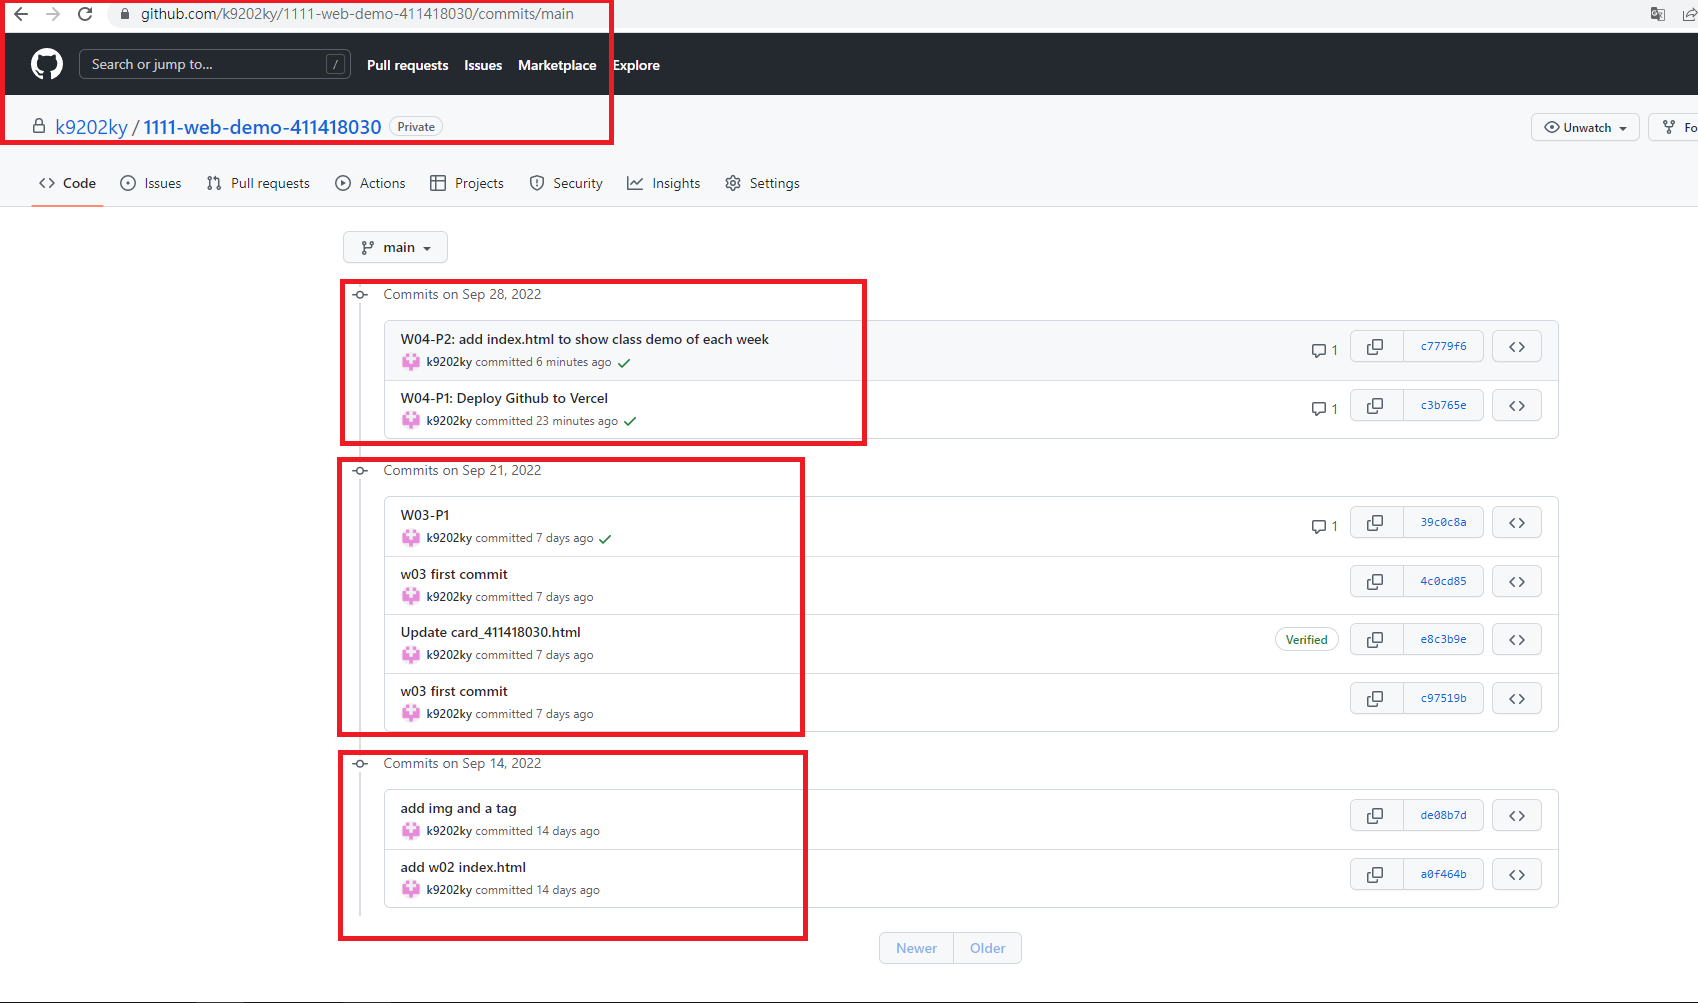 github.com/k9202ky/1111-web-demo-411418030/commits/main
Search or jump to... / Pull requests Issues Marketplace Explore
k9202ky / 1111-web-demo-411418030 Private Unwatch Fo
Code Issues Pull requests Actions Projects Security Insights Settings
main
Commits on Sep 28, 2022
W04-P2: add index.html to show class demo of each week
k9202ky committed 6 minutes ago
1 c7779f6
W04-P1: Deploy Github to Vercel
k9202ky committed 23 minutes ago
1 c3b765e
Commits on Sep 21, 2022
W03-P1
k9202ky committed 7 days ago
1 39c0c8a
w03 first commit
k9202ky committed 7 days ago
4c0cd85
Update card_411418030.html
k9202ky committed 7 days ago
Verified e8c3b9e
w03 first commit
k9202ky committed 7 days ago
c97519b
Commits on Sep 14, 2022
add img and a tag
k9202ky committed 14 days ago
de08b7d
add w02 index.html
k9202ky committed 14 days ago
a0f464b
Newer Older